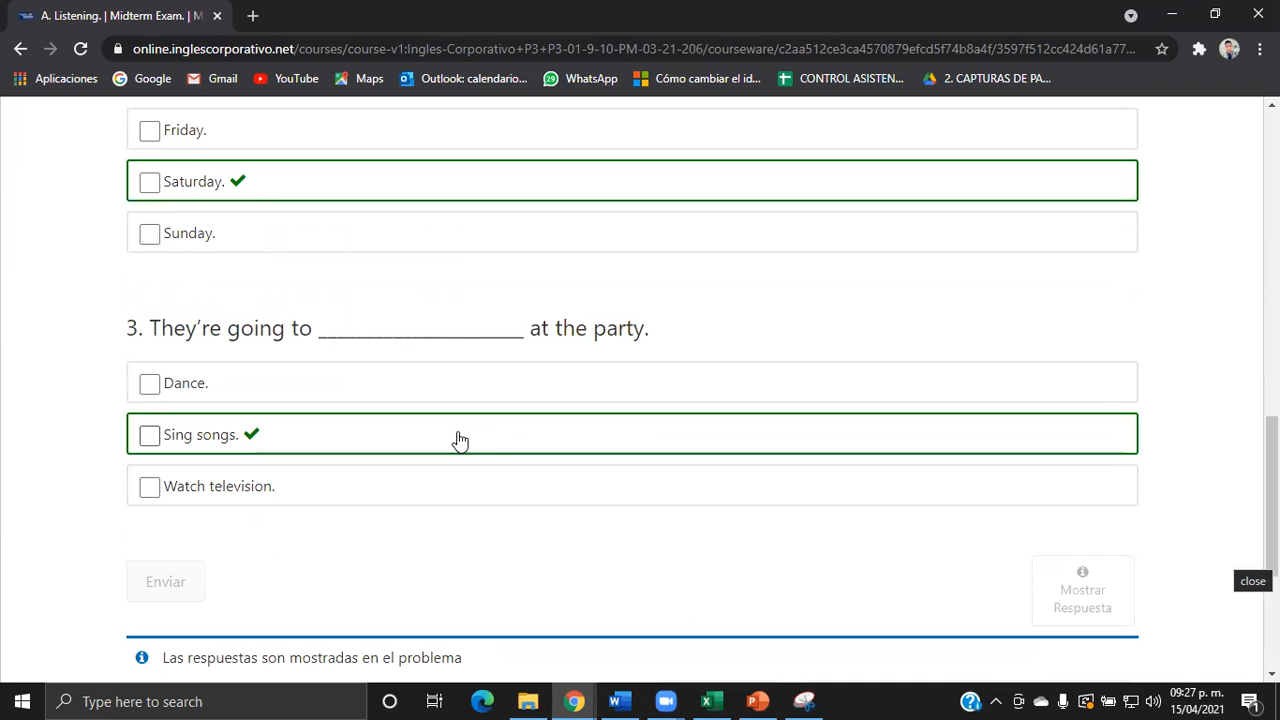 A. Listening. | Midterm Exam. | M
online.inglescorporativo.net/courses/course-v1:Ingles-Corporativo+P3+P3-01-9-10-PM-03-21-206/courseware/c2aa512ce3ca4570879efcd5f74b8a4f/3597f512cc424d61a77...
Aplicaciones Google Gmail YouTube Maps Outlook: calendario... 29 WhatsApp Cómo cambiar el id... CONTROL ASISTEN... 2. CAPTURAS DE PA...
Friday.
Saturday.
Sunday.
3. They’re going to ____________________ at the party.
Dance.
Sing songs.
Watch television.
close
Enviar
Mostrar
Respuesta
Las respuestas son mostradas en el problema
Type here to search
09:27 p. m.
15/04/2021
1